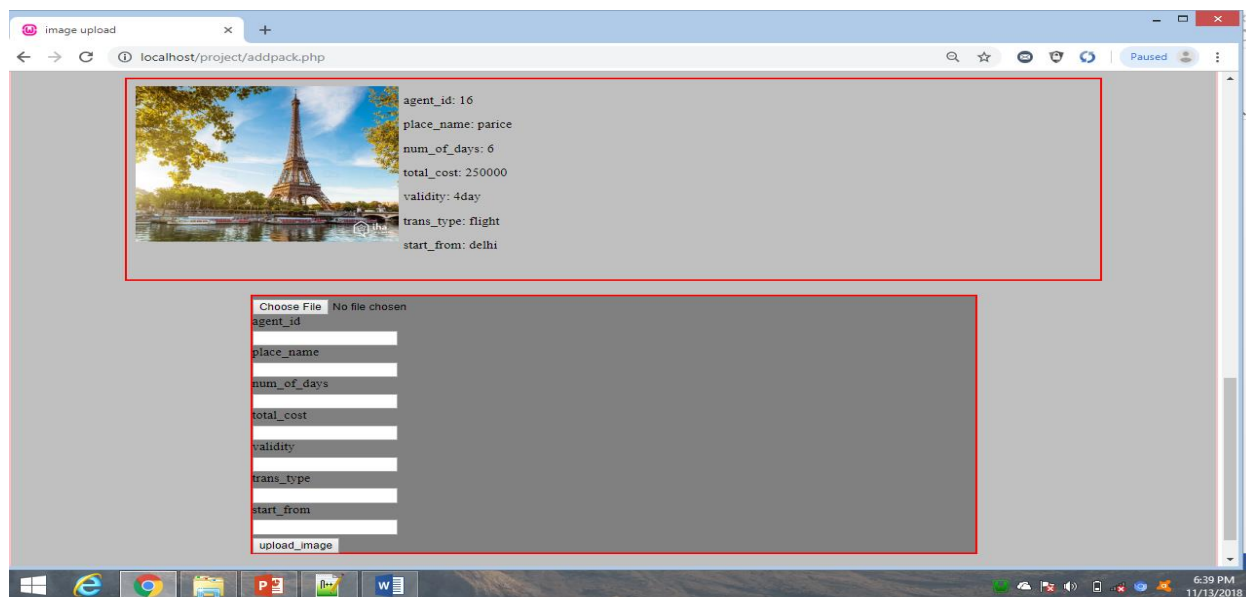 image upload
localhost/project/addpack.php
Paused
iha
agent_id: 16
place_name: parice
num_of_days: 6
total_cost: 250000
validity: 4day
trans_type: flight
start_from: delhi
Choose File No file chosen
agent_id
place_name
num_of_days
total_cost
validity
trans_type
start_from
upload_image
6:39 PM
11/13/2018